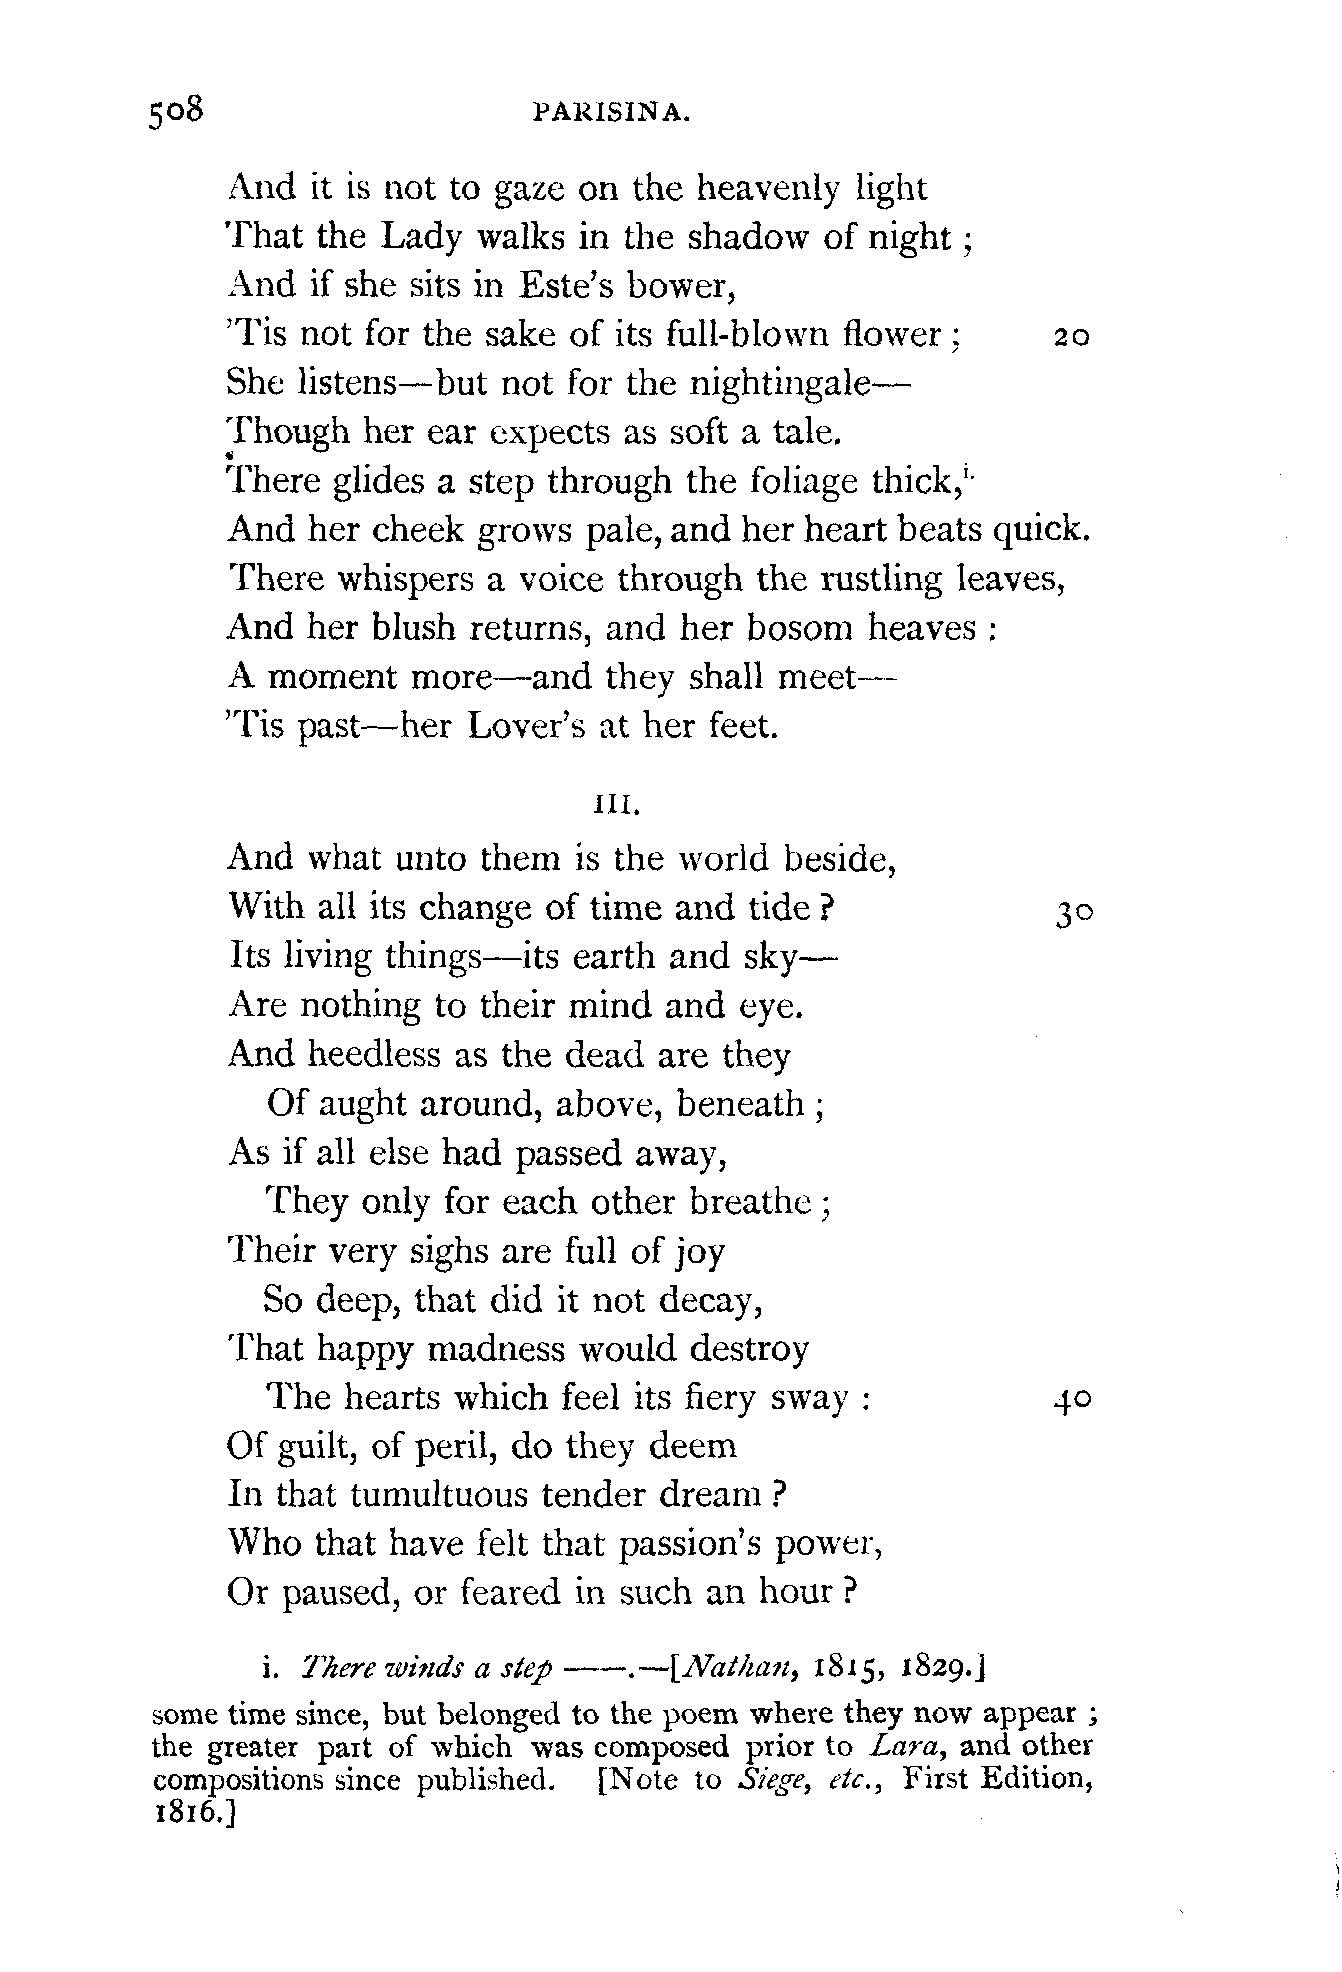 508 PARISINA.
And it is not to gaze on the heavenly light
That the Lady walks in the shadow of night ;
And if she sits in Este's bower,
'Tis not for the sake of its full-blown flower ; 20
She listens—but not for the nightingale—
Though her ear expects as soft a tale.
There glides a step through the foliage thick,i.
And her cheek grows pale, and her heart beats quick.
There whispers a voice through the rustling leaves,
And her blush returns, and her bosom heaves :
A moment more—and they shall meet—
'Tis past—her Lover's at her feet.
III.
And what unto them is the world beside,
With all its change of time and tide ? 30
Its living things—its earth and sky—
Are nothing to their mind and eye.
And heedless as the dead are they
Of aught around, above, beneath ;
As if all else had passed away,
They only for each other breathe ;
Their very sighs are full of joy
So deep, that did it not decay,
That happy madness would destroy
The hearts which feel its fiery sway : 40
Of guilt, of peril, do they deem
In that tumultuous tender dream ?
Who that have felt that passion's power,
Or paused, or feared in such an hour ?
i. There winds a step ——.—[Nathan, 1815, 1829.]
some time since, but belonged to the poem where they now appear ;
the greater part of which was composed prior to Lara, and other
compositions since published. [Note to Siege, etc., First Edition,
1816.]